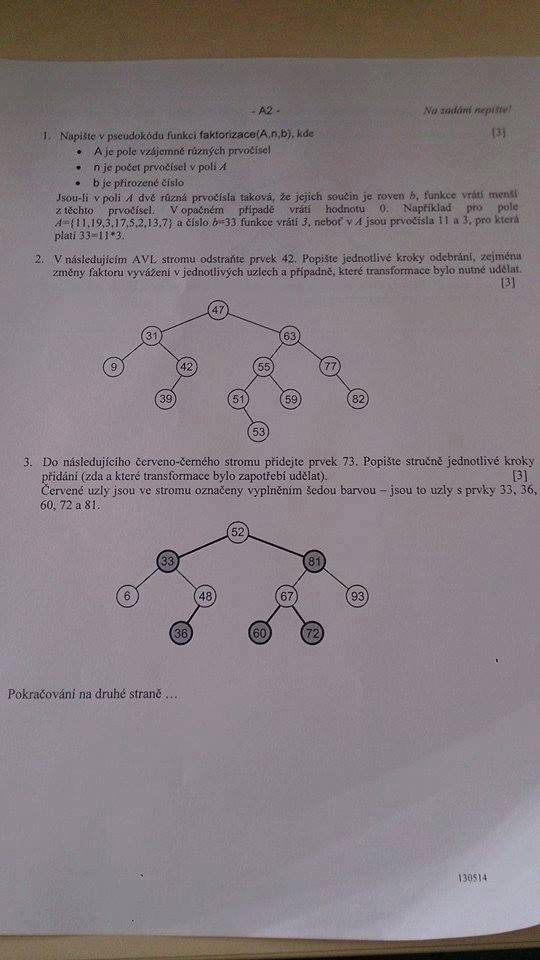 - A2 -
Na zadání nepište!
1. Napište v pseudokódu funkci faktorizace(A,n,b), kde [3]
• A je pole vzájemně různých prvočísel
• n je počet prvočísel v poli A
• b je přirozené číslo
Jsou-li v poli A dvě různá prvočísla taková, že jejich součin je roven b, funkce vrátí menší
z těchto prvočísel. V opačném případě vrátí hodnotu 0. Například pro pole
A={11,19,3,17,5,2,13,7} a číslo b=33 funkce vrátí 3, neboť v A jsou prvočísla 11 a 3, pro která
platí 33=11*3.
2. V následujícím AVL stromu odstraňte prvek 42. Popište jednotlivé kroky odebrání, zejména
změny faktoru vyvážení v jednotlivých uzlech a případně, které transformace bylo nutné udělat.
[3]
47
31 63
9 42 55 77
39 51 59 82
53
3. Do následujícího červeno-černého stromu přidejte prvek 73. Popište stručně jednotlivé kroky
přidání (zda a které transformace bylo zapotřebí udělat). [3]
Červené uzly jsou ve stromu označeny vyplněním šedou barvou – jsou to uzly s prvky 33, 36,
60, 72 a 81.
52
33 81
6 48 67 93
36 60 72
Pokračování na druhé straně …
130514